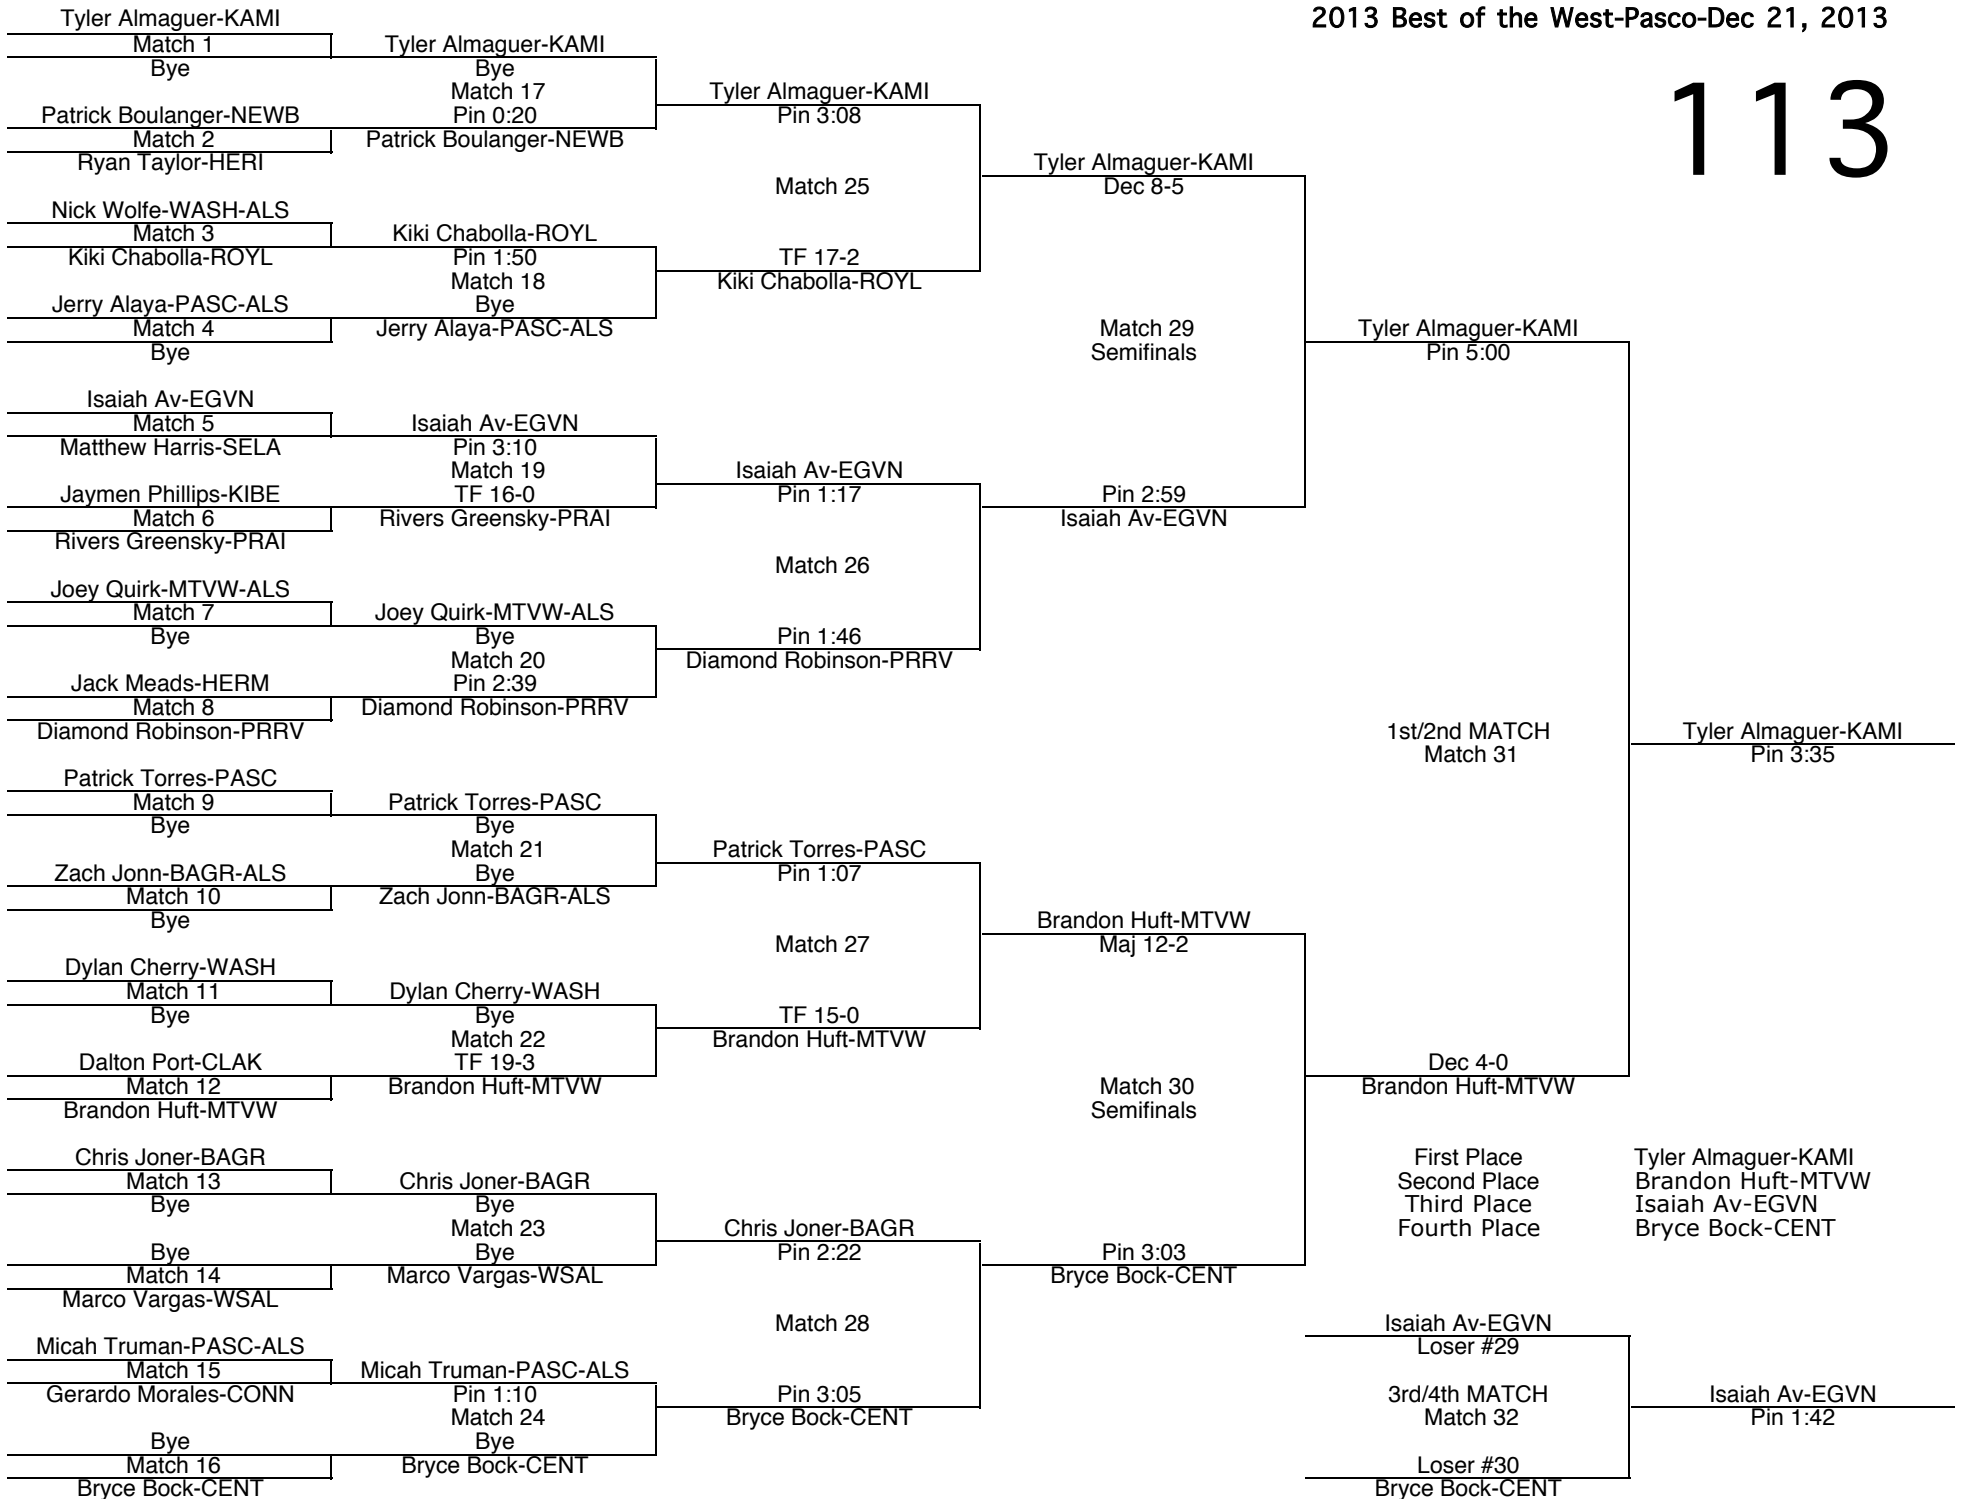 2013 Best of the West-Pasco-Dec 21, 2013
113
Tyler Almaguer-KAMI
Match 1
Bye
Patrick Boulanger-NEWB
Match 2
Ryan Taylor-HERI
Nick Wolfe-WASH-ALS
Match 3
Kiki Chabolla-ROYL
Jerry Alaya-PASC-ALS
Match 4
Bye
Isaiah Av-EGVN
Match 5
Matthew Harris-SELA
Jaymen Phillips-KIBE
Match 6
Rivers Greensky-PRAI
Joey Quirk-MTVW-ALS
Match 7
Bye
Jack Meads-HERM
Match 8
Diamond Robinson-PRRV
Patrick Torres-PASC
Match 9
Bye
Zach Jonn-BAGR-ALS
Match 10
Bye
Dylan Cherry-WASH
Match 11
Bye
Dalton Port-CLAK
Match 12
Brandon Huft-MTVW
Chris Joner-BAGR
Match 13
Bye
Bye
Match 14
Marco Vargas-WSAL
Micah Truman-PASC-ALS
Match 15
Gerardo Morales-CONN
Bye
Match 16
Bryce Bock-CENT
Tyler Almaguer-KAMI
Bye
Match 17
Pin 0:20
Patrick Boulanger-NEWB
Kiki Chabolla-ROYL
Pin 1:50
Match 18
Bye
Jerry Alaya-PASC-ALS
Isaiah Av-EGVN
Pin 3:10
Match 19
TF 16-0
Rivers Greensky-PRAI
Joey Quirk-MTVW-ALS
Bye
Match 20
Pin 2:39
Diamond Robinson-PRRV
Patrick Torres-PASC
Bye
Match 21
Bye
Zach Jonn-BAGR-ALS
Dylan Cherry-WASH
Bye
Match 22
TF 19-3
Brandon Huft-MTVW
Chris Joner-BAGR
Bye
Match 23
Bye
Marco Vargas-WSAL
Micah Truman-PASC-ALS
Pin 1:10
Match 24
Bye
Bryce Bock-CENT
Tyler Almaguer-KAMI
Pin 3:08
Match 25
TF 17-2
Kiki Chabolla-ROYL
Isaiah Av-EGVN
Pin 1:17
Match 26
Pin 1:46
Diamond Robinson-PRRV
Patrick Torres-PASC
Pin 1:07
Match 27
TF 15-0
Brandon Huft-MTVW
Chris Joner-BAGR
Pin 2:22
Match 28
Pin 3:05
Bryce Bock-CENT
Tyler Almaguer-KAMI
Dec 8-5
Match 29
Semifinals
Pin 2:59
Isaiah Av-EGVN
Brandon Huft-MTVW
Maj 12-2
Match 30
Semifinals
Pin 3:03
Bryce Bock-CENT
Tyler Almaguer-KAMI
Pin 5:00
1st/2nd MATCH
Match 31
Dec 4-0
Brandon Huft-MTVW
Tyler Almaguer-KAMI
Pin 3:35
First Place Tyler Almaguer-KAMI
Second Place Brandon Huft-MTVW
Third Place Isaiah Av-EGVN
Fourth Place Bryce Bock-CENT
Isaiah Av-EGVN
Loser #29
3rd/4th MATCH
Match 32
Loser #30
Bryce Bock-CENT
Isaiah Av-EGVN
Pin 1:42